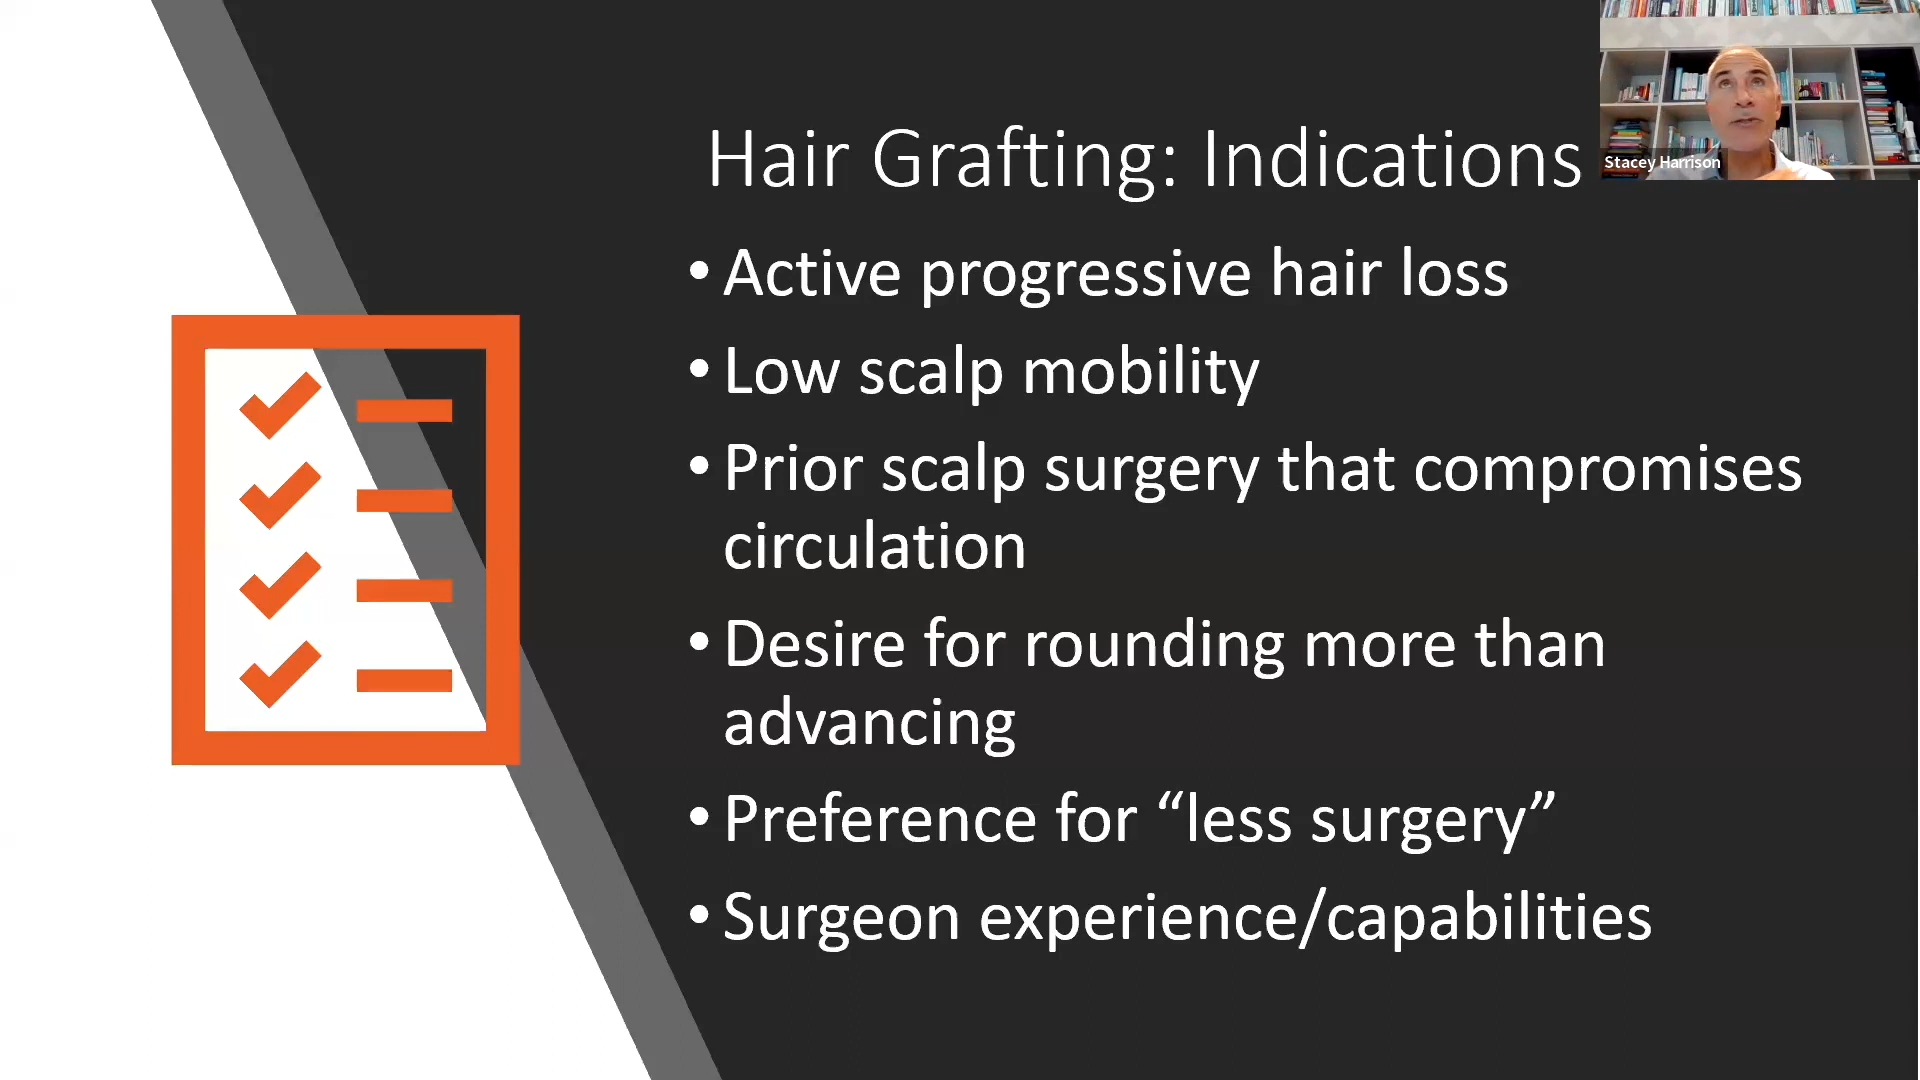 Hair Grafting: Indications
Stacey Harrison
• Active progressive hair loss
• Low scalp mobility
• Prior scalp surgery that compromises
circulation
• Desire for rounding more than
advancing
• Preference for “less surgery”
• Surgeon experience/capabilities